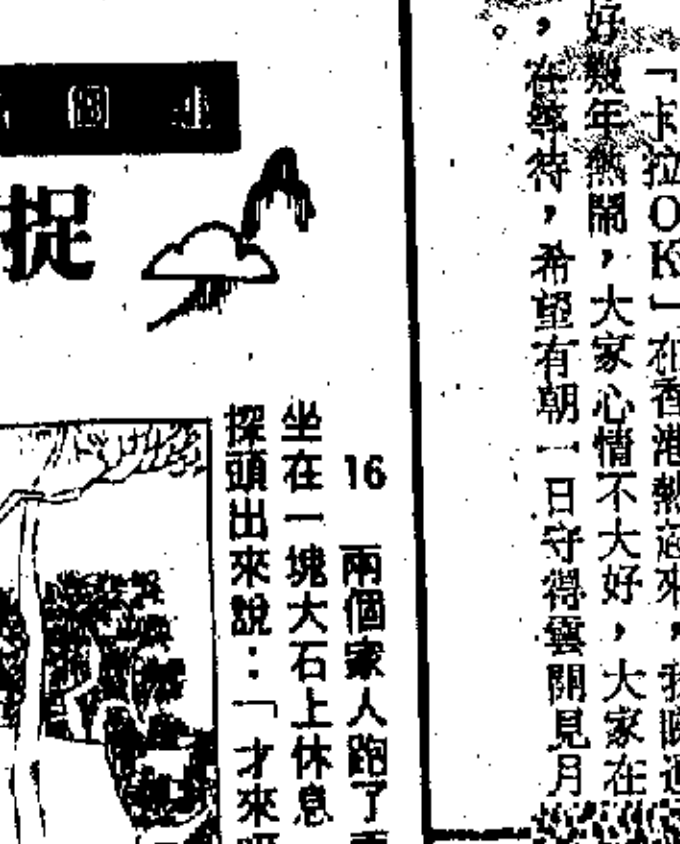 「卡拉OK」在香港熱起來，我
好幾年熱鬧，大家心情不大好，大家在
，在等待，希望有朝一日守得雲開見月
捉
16 兩個家人跑了
坐在一塊大石上休息
探頭出來說：「才來